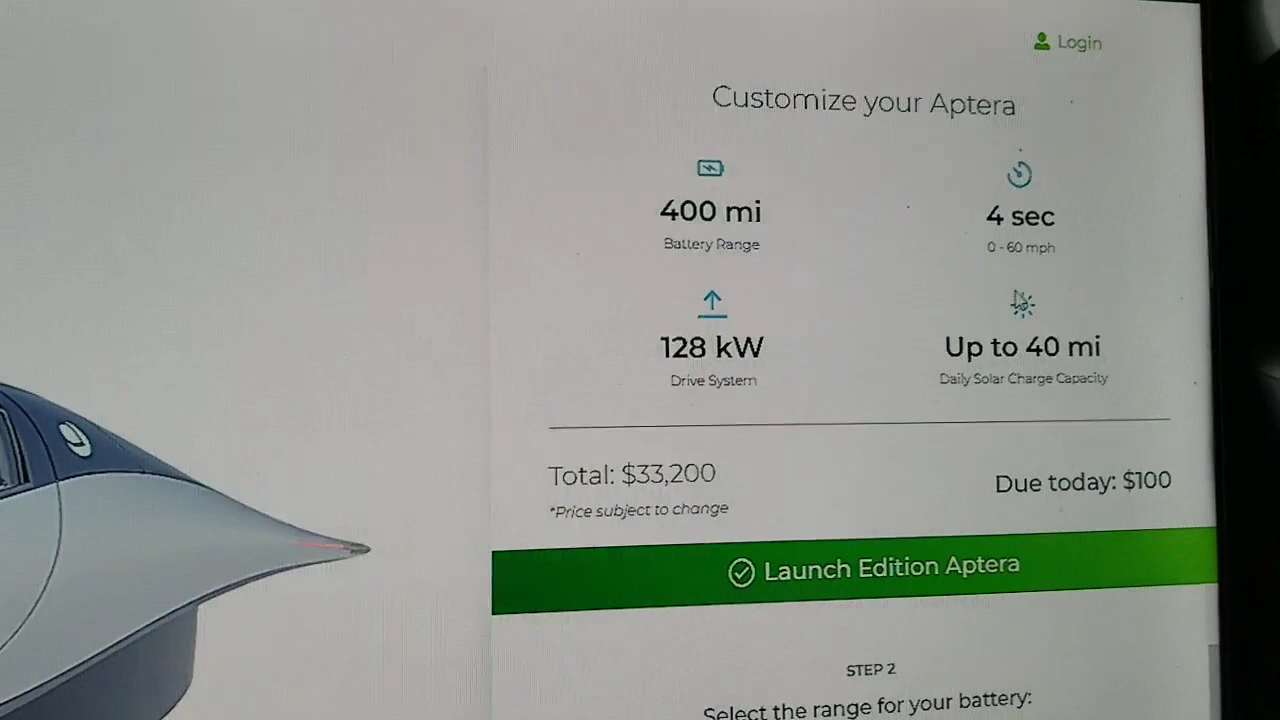 Login
Customize your Aptera
400 mi
Battery Range
4 sec
0-60 mph
128 kW
Drive System
Up to 40 mi
Daily Solar Charge Capacity
Total: $33,200
*Price subject to change
Due today: $100
Launch Edition Aptera
STEP 2
Select the range for your battery: